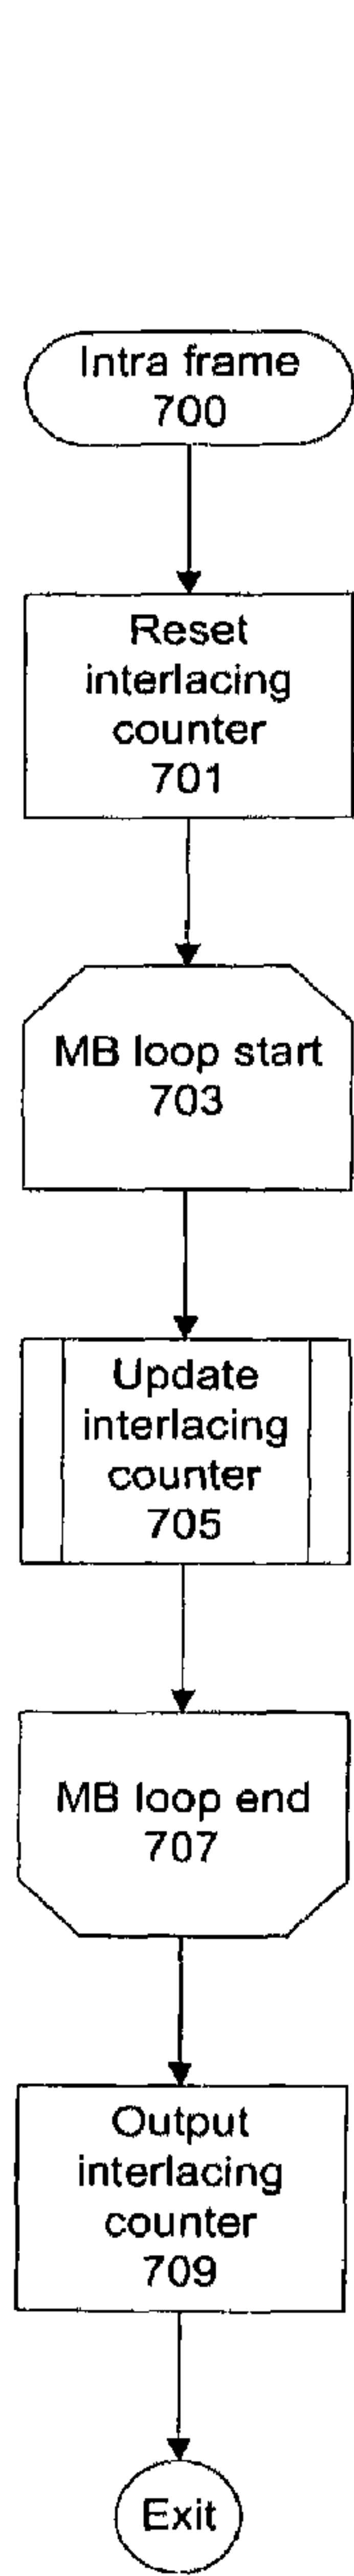 Intra frame
700
Reset
interlacing
counter
701
MB loop start
703
Update
interlacing
counter
705
MB loop end
707
Output
interlacing
counter
709
Exit